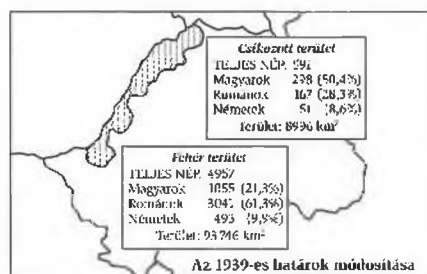 Csíkozott terület
TELJES NÉP. 591
Magyarok 298 (50,4%)
Románok 167 (28,3%)
Németek 51 (8,6%)
Terület: 8996 km²
Fehér terület
TELJES NÉP. 4957
Magyarok 1055 (21,3%)
Románok 3041 (61,3%)
Németek 493 (9,9%)
Terület: 93 746 km²
Az 1939-es határok módosítása